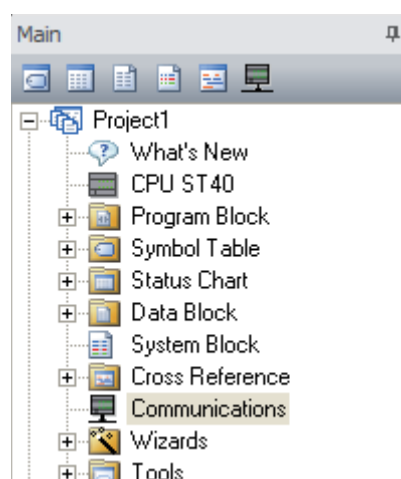 Main
Project1
What's New
CPU ST40
Program Block
Symbol Table
Status Chart
Data Block
System Block
Cross Reference
Communications
Wizards
Tools